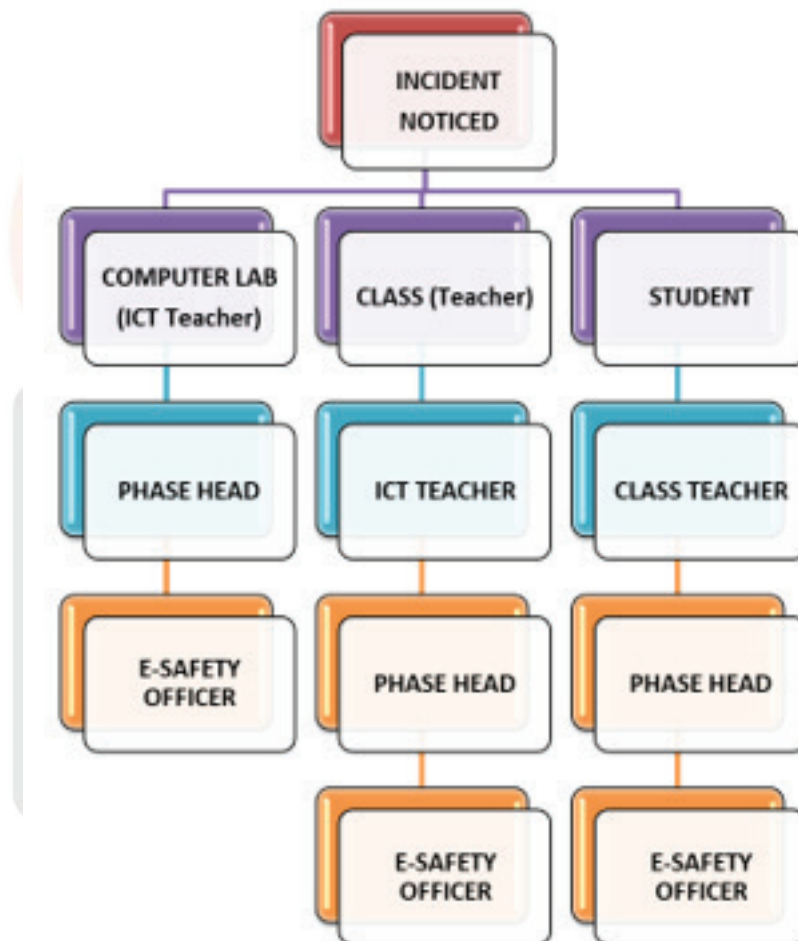 INCIDENT
NOTICED
COMPUTER LAB
(ICT Teacher)
CLASS (Teacher)
STUDENT
PHASE HEAD
ICT TEACHER
CLASS TEACHER
E-SAFETY
OFFICER
PHASE HEAD
PHASE HEAD
E-SAFETY
OFFICER
E-SAFETY
OFFICER